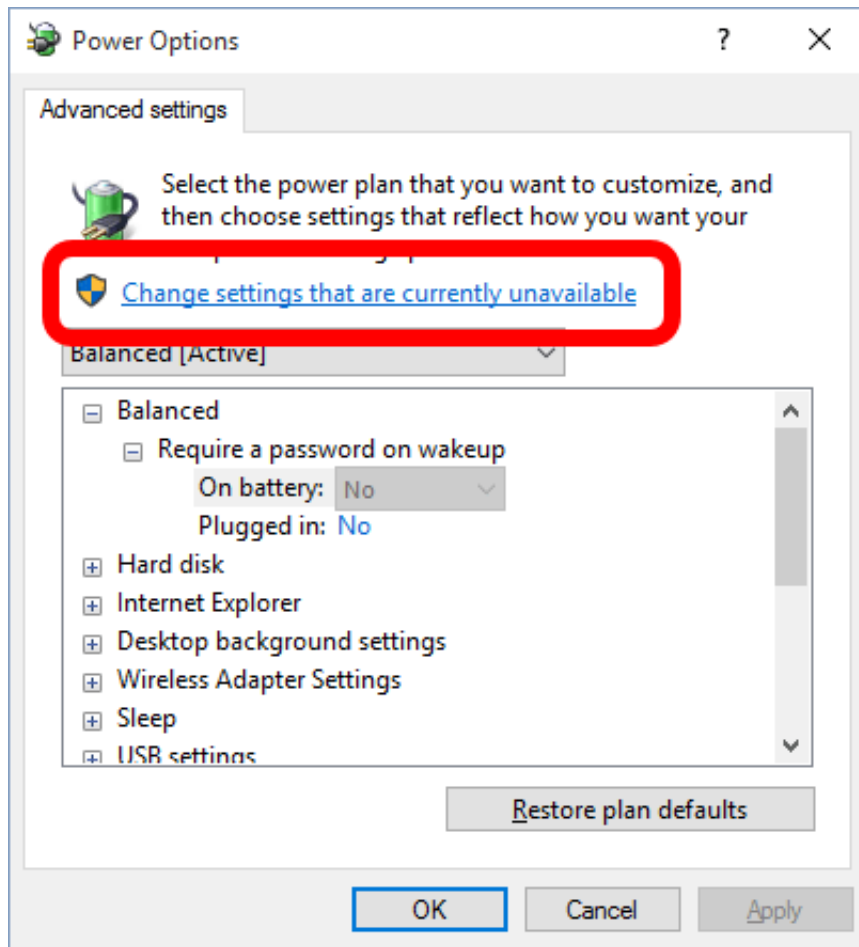 Power Options
?
Advanced settings
Select the power plan that you want to customize, and
then choose settings that reflect how you want your
Change settings that are currently unavailable
Balanced [Active]
Balanced
Require a password on wakeup
On battery: No
Plugged in: No
Hard disk
Internet Explorer
Desktop background settings
Wireless Adapter Settings
Sleep
USB settings
Restore plan defaults
OK Cancel Apply